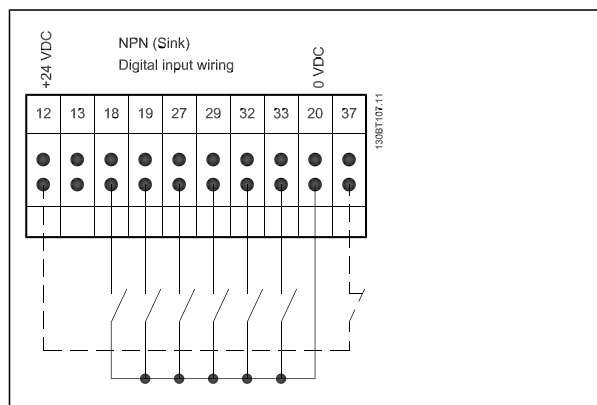 +24 VDC
NPN (Sink)
Digital input wiring
0 VDC
12 13 18 19 27 29 32 33 20 37
130BT107.11